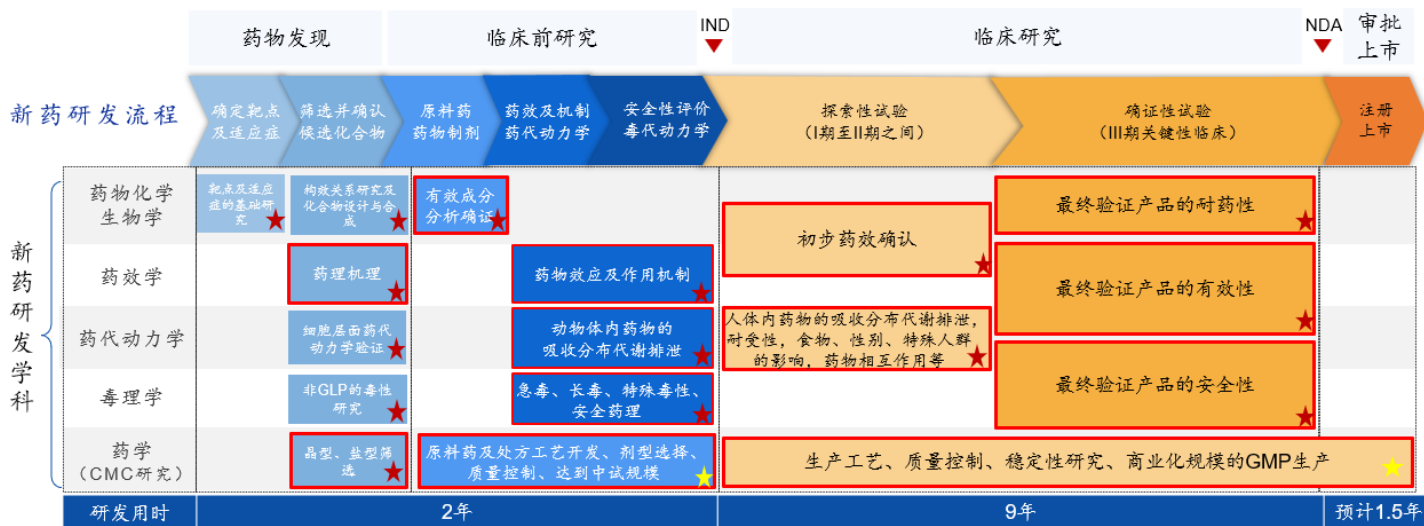 药物发现
临床前研究
IND
临床研究
NDA
审批
上市
新药研发流程
确定靶点
及适应症
筛选并确认
候选化合物
原料药
药物制剂
药效及机制
药代动力学
安全性评价
毒代动力学
探索性试验
(I期至II期之间)
确证性试验
(III期关键性临床)
注册
上市
新药研发学科
药物化学
生物学
靶点及适应
症的基础研
究
构效关系研究及
化合物设计与合
成
有效成分
分析确证
初步药效确认
最终验证产品的耐药性
药效学
药理机理
药物效应及作用机制
最终验证产品的有效性
药代动力学
细胞层面药代
动力学验证
动物体内药物的
吸收分布代谢排泄
人体内药物的吸收分布代谢排泄，
耐受性，食物、性别、特殊人群
的影响，药物相互作用等
毒理学
非GLP的毒性
研究
急毒、长毒、特殊毒性、
安全药理
最终验证产品的安全性
药学
(CMC研究)
晶型、盐型筛
选
原料药及处方工艺开发、剂型选择、
质量控制、达到中试规模
生产工艺、质量控制、稳定性研究、商业化规模的GMP生产
研发用时
2年
9年
预计1.5年